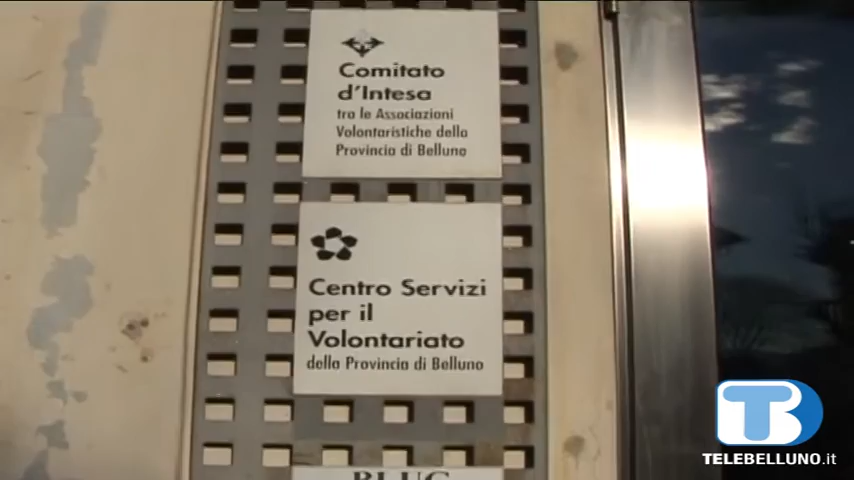 Comitato
d'Intesa
tra le Associazioni
Volontaristiche della
Provincia di Belluno
Centro Servizi
per il
Volontariato
della Provincia di Belluno
TB
TELEBELLUNO.it